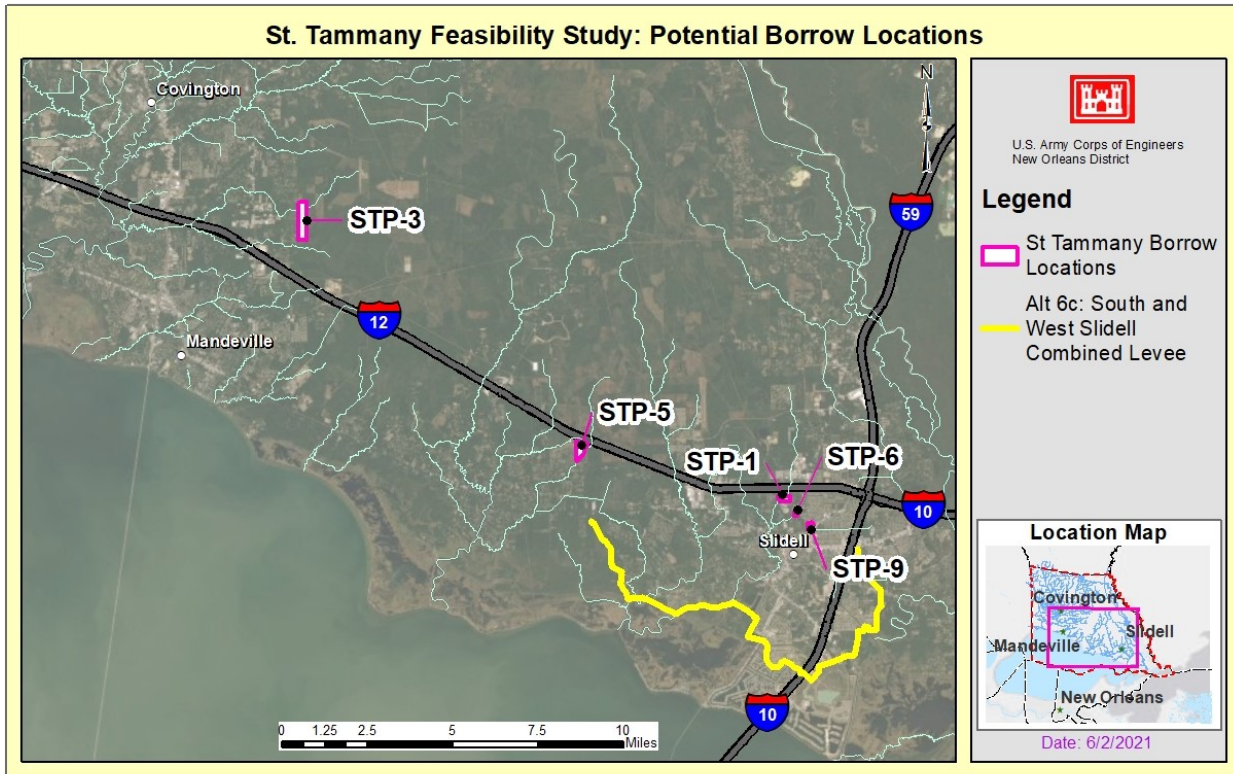 St. Tammany Feasibility Study: Potential Borrow Locations
Covington
N
59
STP-3
12
Mandeville
STP-5
STP-1
STP-6
10
Slidell
STP-9
10
0 1.25 2.5 5 7.5 10
Miles
U.S. Army Corps of Engineers
New Orleans District
Legend
St Tammany Borrow
Locations
Alt 6c: South and
West Slidell
Combined Levee
Location Map
Covington
Mandeville
Slidell
New Orleans
Date: 6/2/2021